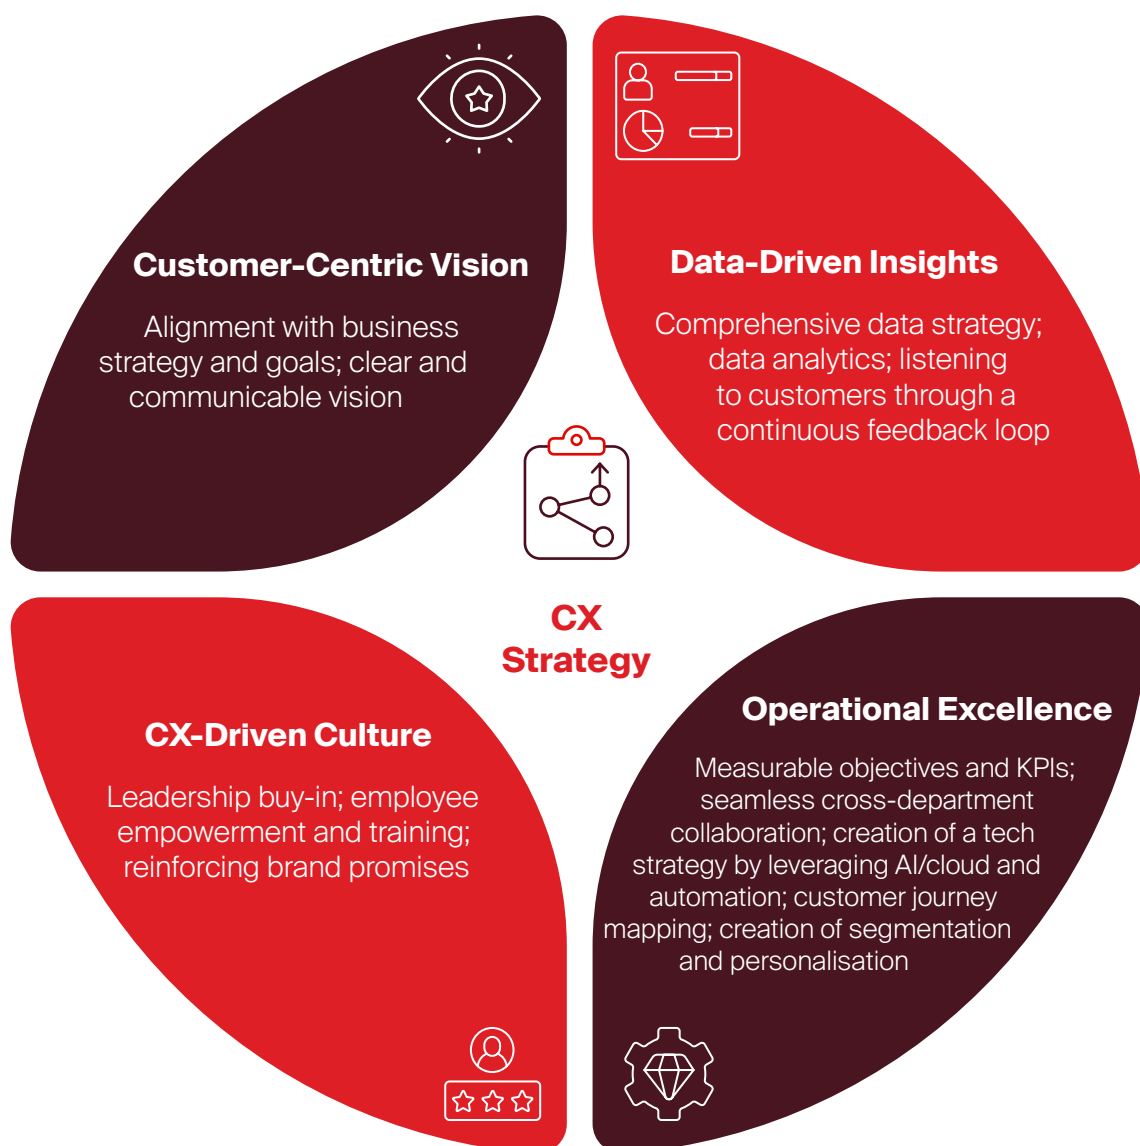 Customer-Centric Vision
Alignment with business
strategy and goals; clear and
communicable vision
Data-Driven Insights
Comprehensive data strategy;
data analytics; listening
to customers through a
continuous feedback loop
CX
Strategy
CX-Driven Culture
Leadership buy-in; employee
empowerment and training;
reinforcing brand promises
Operational Excellence
Measurable objectives and KPIs;
seamless cross-department
collaboration; creation of a tech
strategy by leveraging AI/cloud and
automation; customer journey
mapping; creation of segmentation
and personalisation